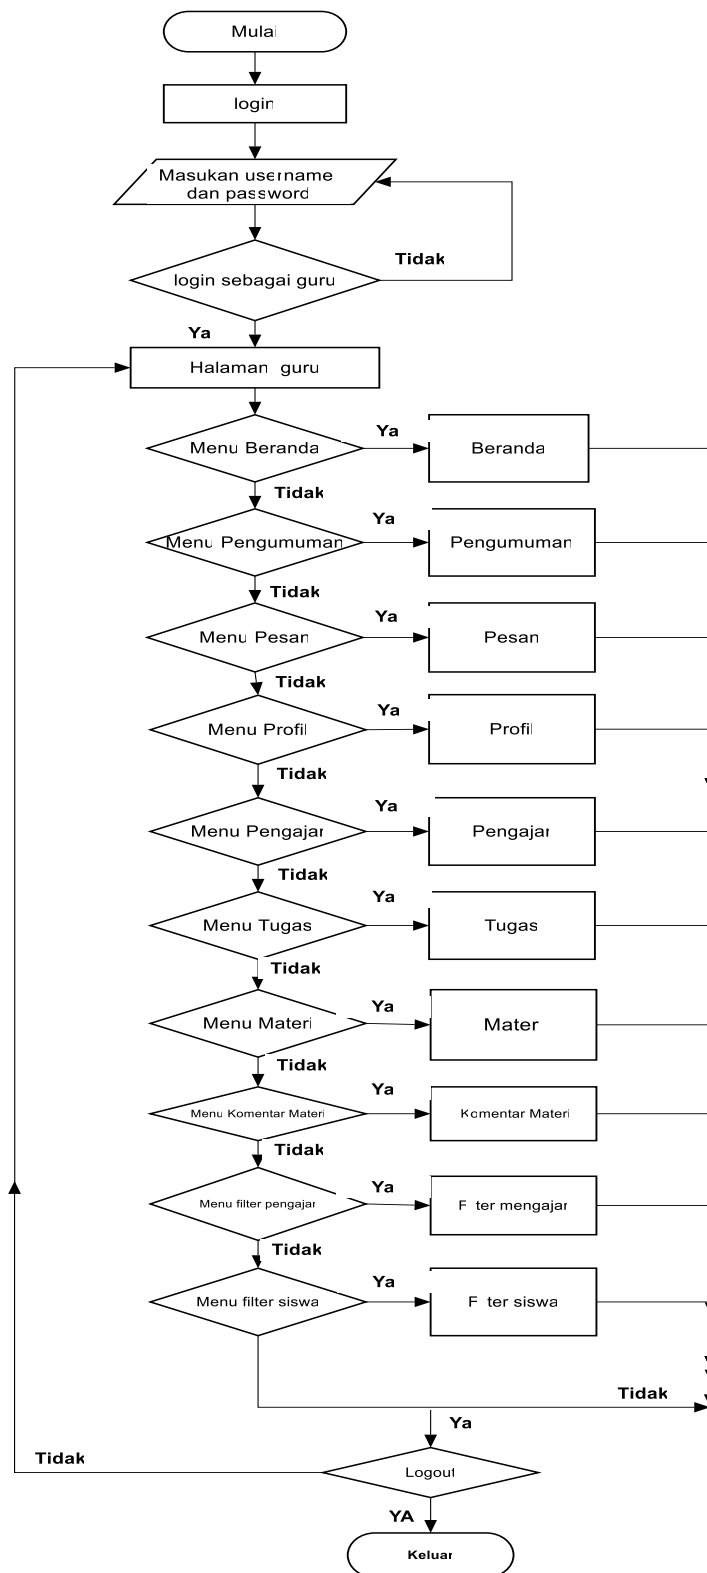 Mulai
login
Masukan username
dan password
Tidak
login sebagai guru
Ya
Halaman guru
Ya
Menu Beranda
Beranda
Tidak
Ya
Menu Pengumuman
Pengumuman
Tidak
Ya
Menu Pesan
Pesan
Tidak
Ya
Menu Profil
Profil
Tidak
Ya
Menu Pengajar
Pengajar
Tidak
Ya
Menu Tugas
Tugas
Tidak
Ya
Menu Materi
Mater
Tidak
Ya
Menu Komentar Materi
Komentar Materi
Tidak
Ya
Menu filter pengajar
F ter mengajar
Tidak
Ya
Menu filter siswa
F ter siswa
Tidak
Ya
Tidak
Logout
YA
Keluar